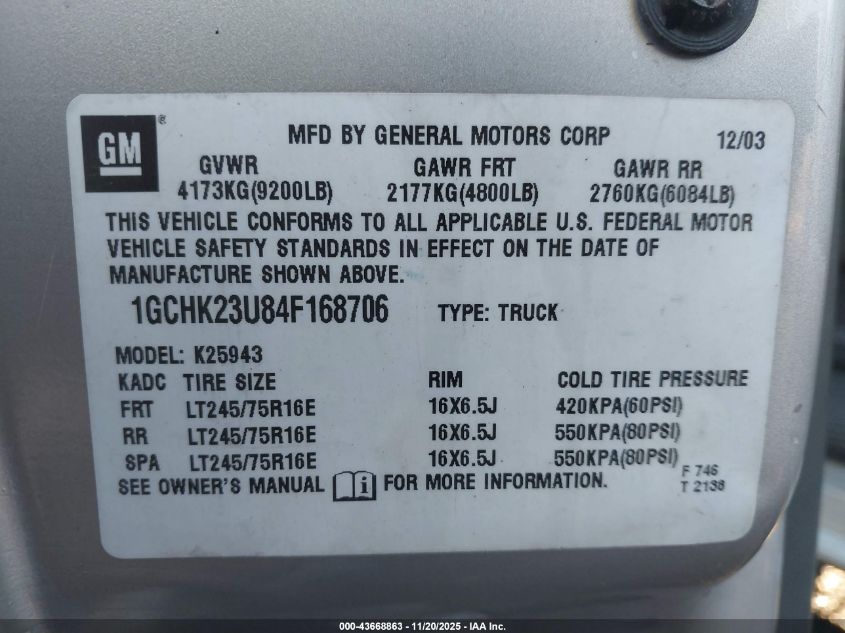 GM®
MFD BY GENERAL MOTORS CORP 12/03
GVWR GAWR FRT GAWR RR
4173KG(9200LB) 2177KG(4800LB) 2760KG(6084LB)
THIS VEHICLE CONFORMS TO ALL APPLICABLE U.S. FEDERAL MOTOR
VEHICLE SAFETY STANDARDS IN EFFECT ON THE DATE OF
MANUFACTURE SHOWN ABOVE.
1GCHK23U84F168706 TYPE: TRUCK
MODEL: K25943
KADC TIRE SIZE RIM COLD TIRE PRESSURE
FRT LT245/75R16E 16X6.5J 420KPA(60PSI)
RR LT245/75R16E 16X6.5J 550KPA(80PSI)
SPA LT245/75R16E 16X6.5J 550KPA(80PSI)
F 746
T 2138
SEE OWNER'S MANUAL i FOR MORE INFORMATION.
000-43668863 - 11/20/2025 - IAA Inc.